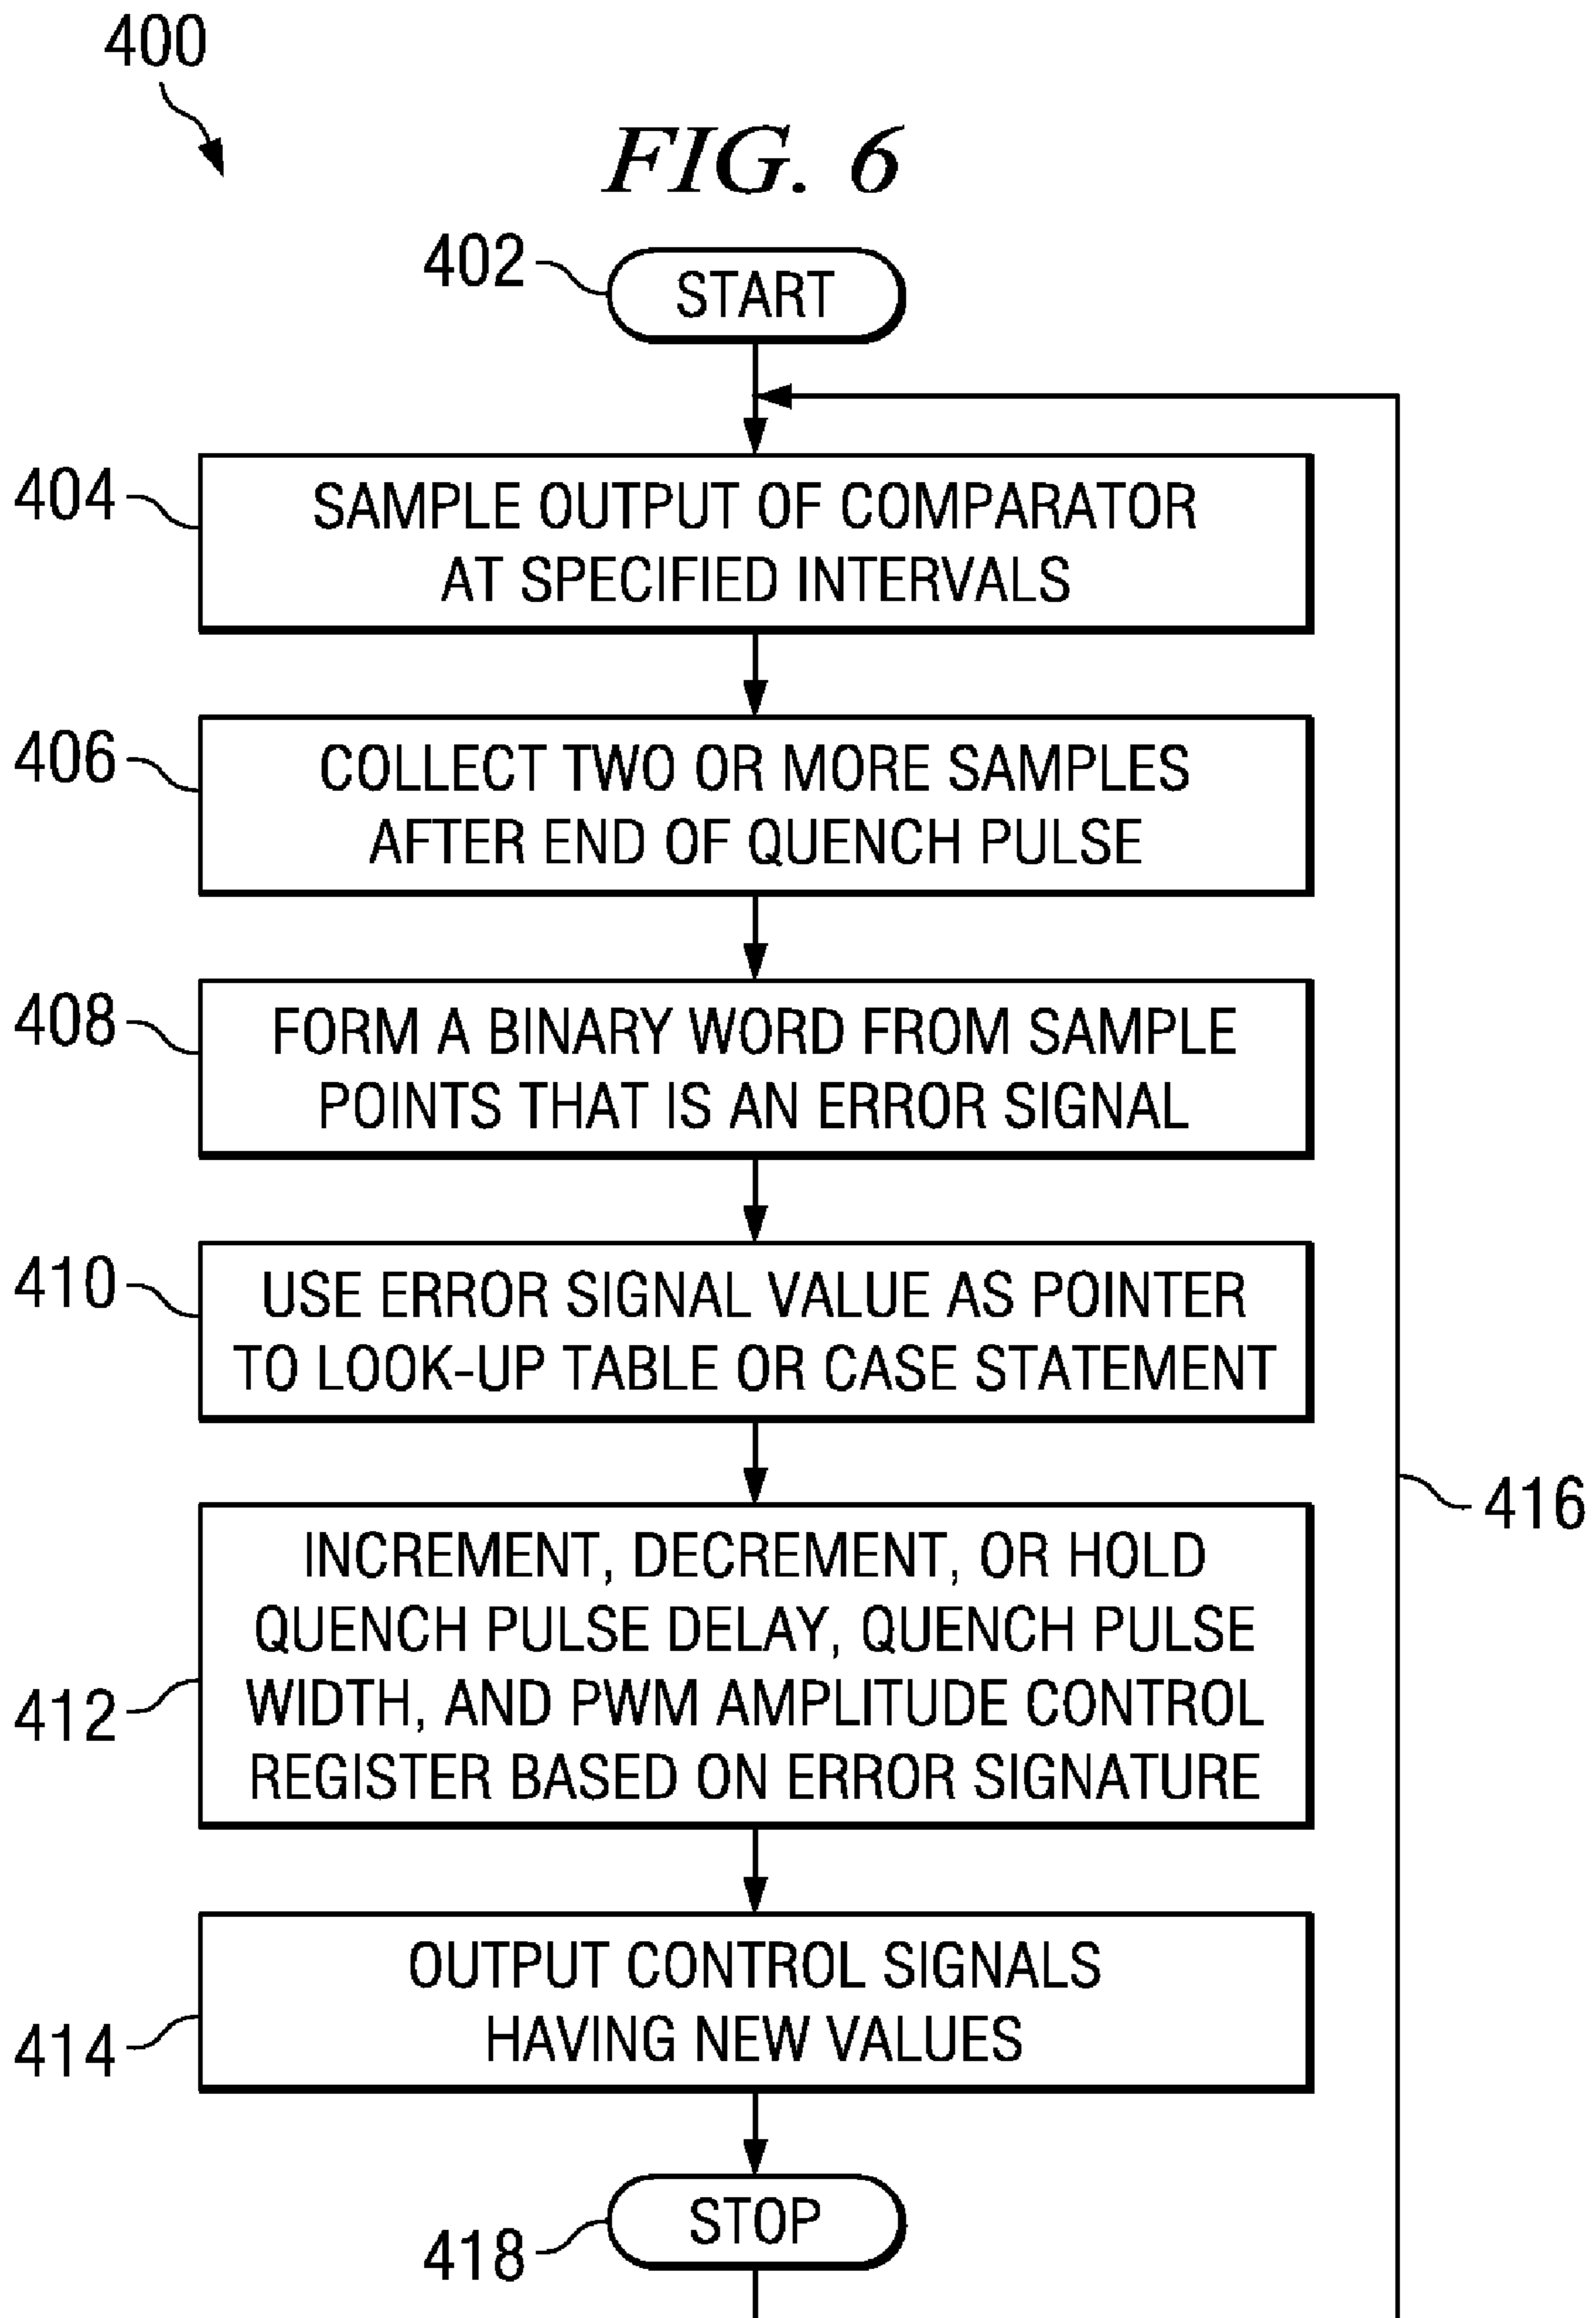 400
FIG. 6
402
START
404
SAMPLE OUTPUT OF COMPARATOR
AT SPECIFIED INTERVALS
406
COLLECT TWO OR MORE SAMPLES
AFTER END OF QUENCH PULSE
408
FORM A BINARY WORD FROM SAMPLE
POINTS THAT IS AN ERROR SIGNAL
410
USE ERROR SIGNAL VALUE AS POINTER
TO LOOK-UP TABLE OR CASE STATEMENT
416
412
INCREMENT, DECREMENT, OR HOLD
QUENCH PULSE DELAY, QUENCH PULSE
WIDTH, AND PWM AMPLITUDE CONTROL
REGISTER BASED ON ERROR SIGNATURE
414
OUTPUT CONTROL SIGNALS
HAVING NEW VALUES
418
STOP